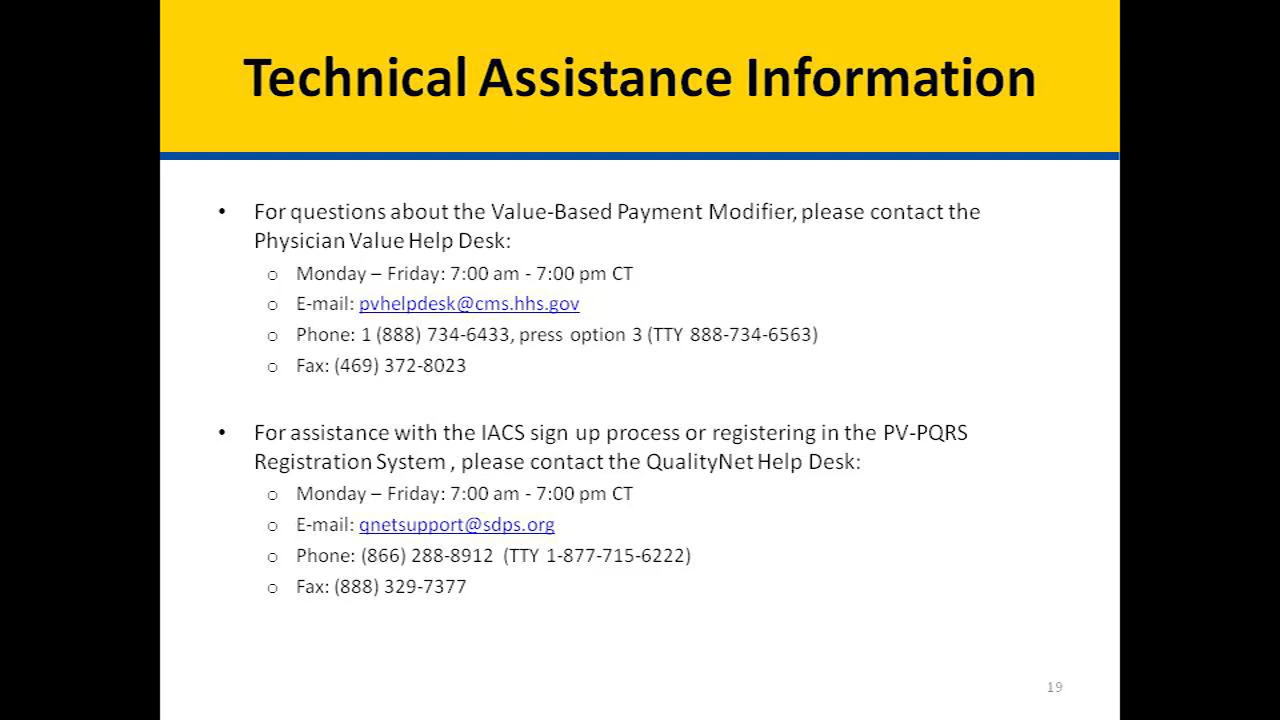 Technical Assistance Information
• For questions about the Value-Based Payment Modifier, please contact the
Physician Value Help Desk:
o Monday – Friday: 7:00 am - 7:00 pm CT
o E-mail: pvhelpdesk@cms.hhs.gov
o Phone: 1 (888) 734-6433, press option 3 (TTY 888-734-6563)
o Fax: (469) 372-8023
• For assistance with the IACS sign up process or registering in the PV-PQRS
Registration System , please contact the QualityNet Help Desk:
o Monday – Friday: 7:00 am - 7:00 pm CT
o E-mail: qnetsupport@sdps.org
o Phone: (866) 288-8912 (TTY 1-877-715-6222)
o Fax: (888) 329-7377
19